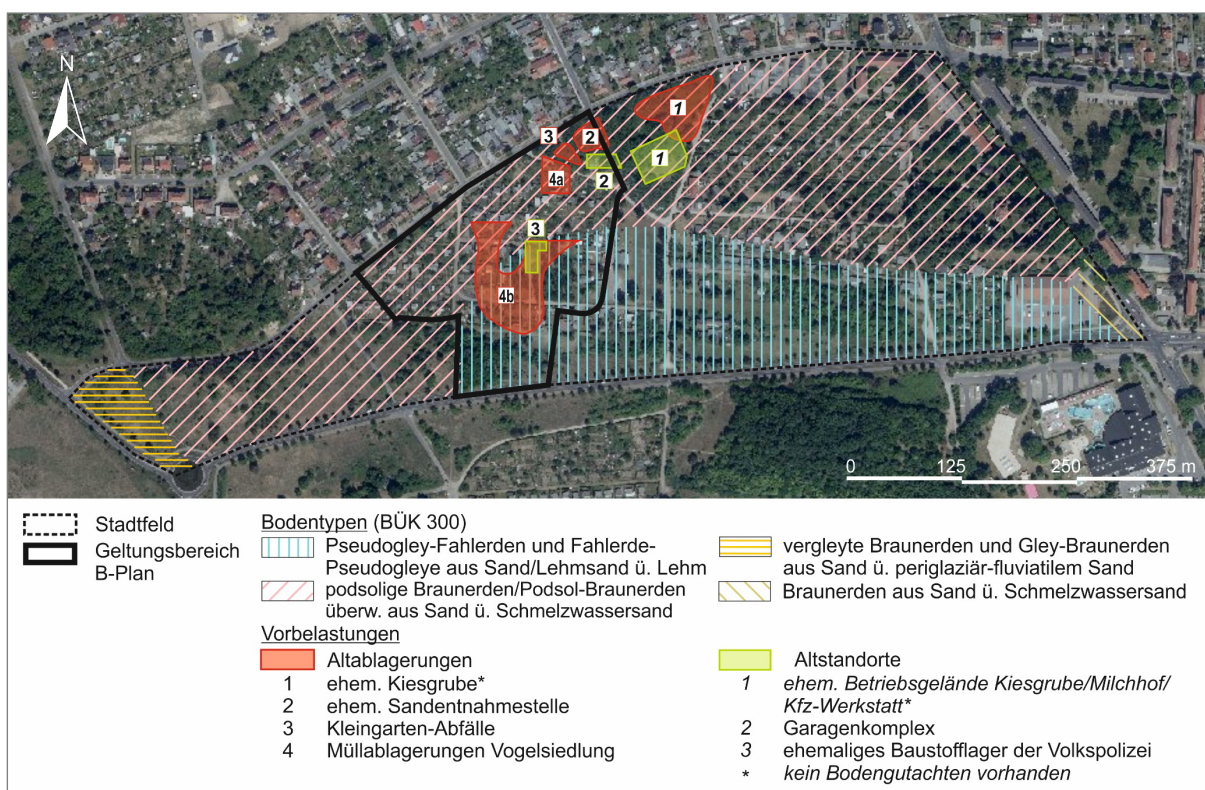 N
1
3
2
1
4a
2
3
4b
0 125 250 375 m
Stadtfeld
Geltungsbereich
B-Plan
Bodentypen (BÜK 300)
Pseudogley-Fahlerden und Fahlerde-
Pseudogleye aus Sand/Lehmsand ü. Lehm
podsolige Braunerden/Podsol-Braunerden
überw. aus Sand ü. Schmelzwassersand
vergleyte Braunerden und Gley-Braunerden
aus Sand ü. periglaziär-fluviatilem Sand
Braunerden aus Sand ü. Schmelzwassersand
Vorbelastungen
Altablagerungen
1 ehem. Kiesgrube*
2 ehem. Sandentnahmestelle
3 Kleingarten-Abfälle
4 Müllablagerungen Vogelsiedlung
Altstandorte
1 ehem. Betriebsgelände Kiesgrube/Milchhof/
Kfz-Werkstatt*
2 Garagenkomplex
3 ehemaliges Baustofflager der Volkspolizei
* kein Bodengutachten vorhanden